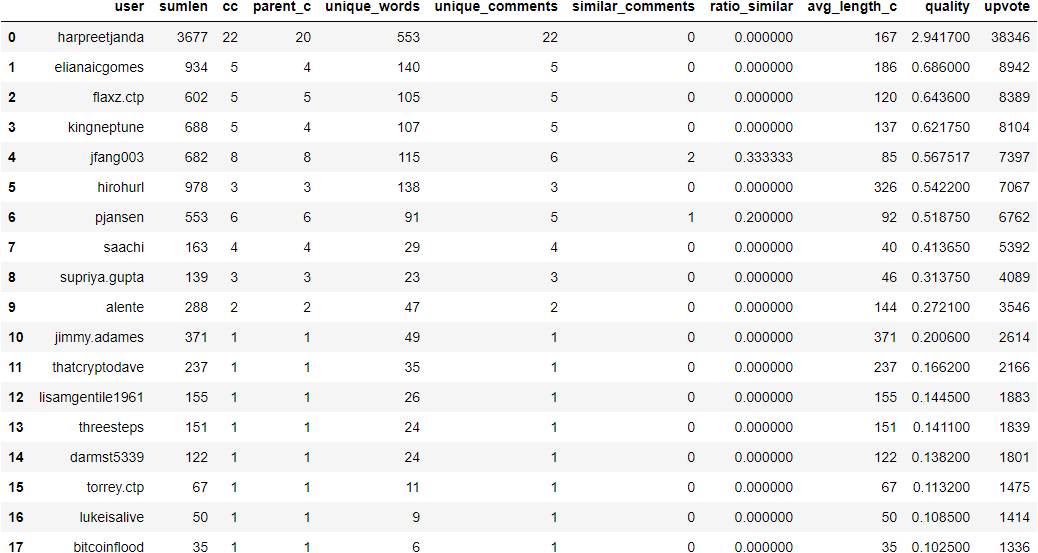 user sumlen cc parent_c unique_words unique_comments similar_comments ratio_similar avg_length_c quality upvote
0 harpreetjanda 3677 22 20 553 22 0 0.000000 167 2.941700 38346
1 elianaicgomes 934 5 4 140 5 0 0.000000 186 0.686000 8942
2 flaxz.ctp 602 5 5 105 5 0 0.000000 120 0.643600 8389
3 kingneptune 688 5 4 107 5 0 0.000000 137 0.621750 8104
4 jfang003 682 8 8 115 6 2 0.333333 85 0.567517 7397
5 hirohurl 978 3 3 138 3 0 0.000000 326 0.542200 7067
6 pjansen 553 6 6 91 5 1 0.200000 92 0.518750 6762
7 saachi 163 4 4 29 4 0 0.000000 40 0.413650 5392
8 supriya.gupta 139 3 3 23 3 0 0.000000 46 0.313750 4089
9 alente 288 2 2 47 2 0 0.000000 144 0.272100 3546
10 jimmy.adames 371 1 1 49 1 0 0.000000 371 0.200600 2614
11 thatcryptodave 237 1 1 35 1 0 0.000000 237 0.166200 2166
12 lisamgentile1961 155 1 1 26 1 0 0.000000 155 0.144500 1883
13 threesteps 151 1 1 24 1 0 0.000000 151 0.141100 1839
14 darmst5339 122 1 1 24 1 0 0.000000 122 0.138200 1801
15 torrey.ctp 67 1 1 11 1 0 0.000000 67 0.113200 1475
16 lukeisalive 50 1 1 9 1 0 0.000000 50 0.108500 1414
17 bitcoinflood 35 1 1 6 1 0 0.000000 35 0.102500 1336